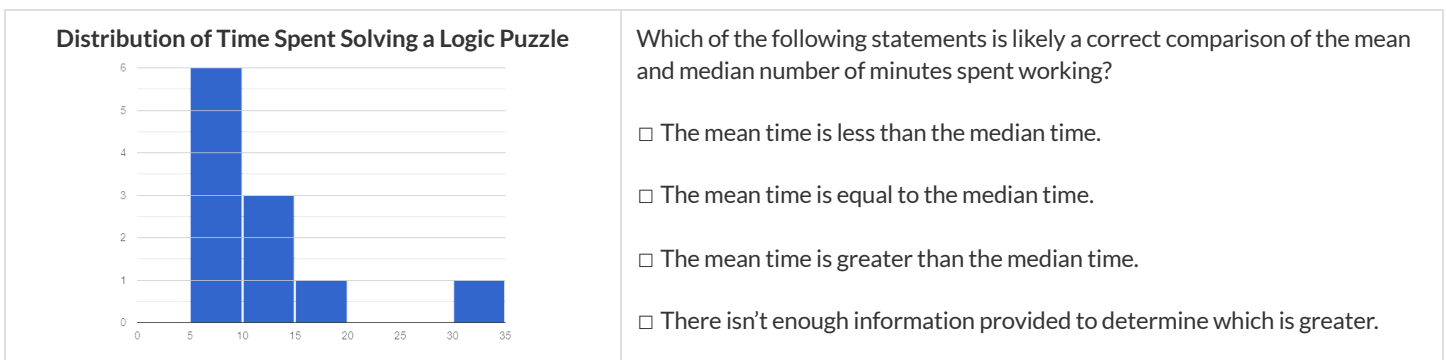 Distribution of Time Spent Solving a Logic Puzzle
6
5
4
3
2
1
0
0 5 10 15 20 25 30 35
Which of the following statements is likely a correct comparison of the mean
and median number of minutes spent working?
□ The mean time is less than the median time.
□ The mean time is equal to the median time.
□ The mean time is greater than the median time.
□ There isn’t enough information provided to determine which is greater.